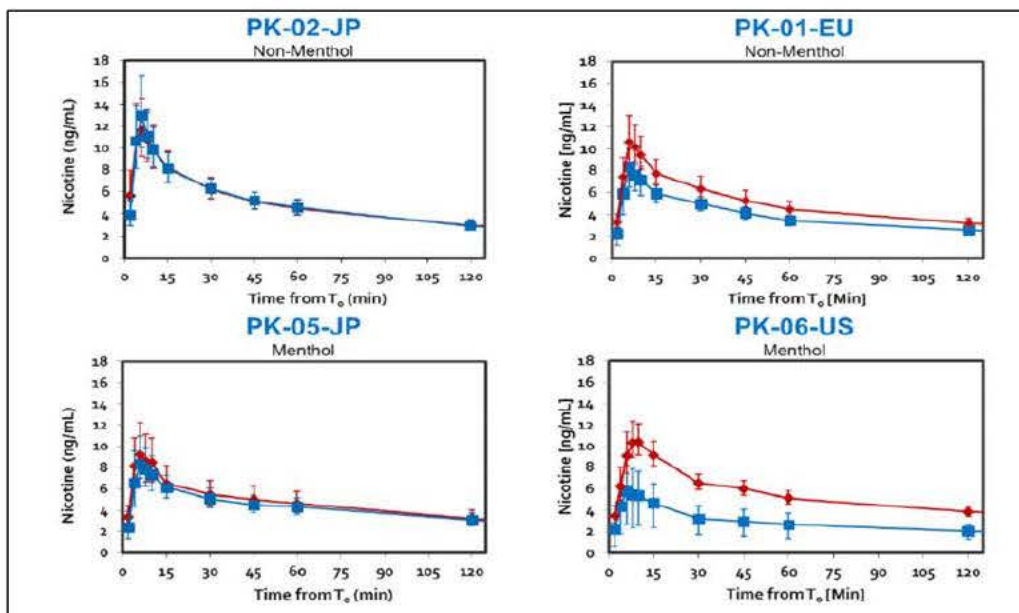 PK-02-JP
Non-Menthol
Nicotine (ng/mL)
18
16
14
12
10
8
6
4
2
0
0 15 30 45 60 75 90 105 120
Time from T₀ (min)
PK-01-EU
Non-Menthol
Nicotine [ng/mL]
18
16
14
12
10
8
6
4
2
0
0 15 30 45 60 75 90 105 120
Time from T₀ [Min]
PK-05-JP
Menthol
Nicotine (ng/mL)
18
16
14
12
10
8
6
4
2
0
0 15 30 45 60 75 90 105 120
Time from T₀ (min)
PK-06-US
Menthol
Nicotine [ng/mL]
18
16
14
12
10
8
6
4
2
0
0 15 30 45 60 75 90 105 120
Time from T₀ [Min]